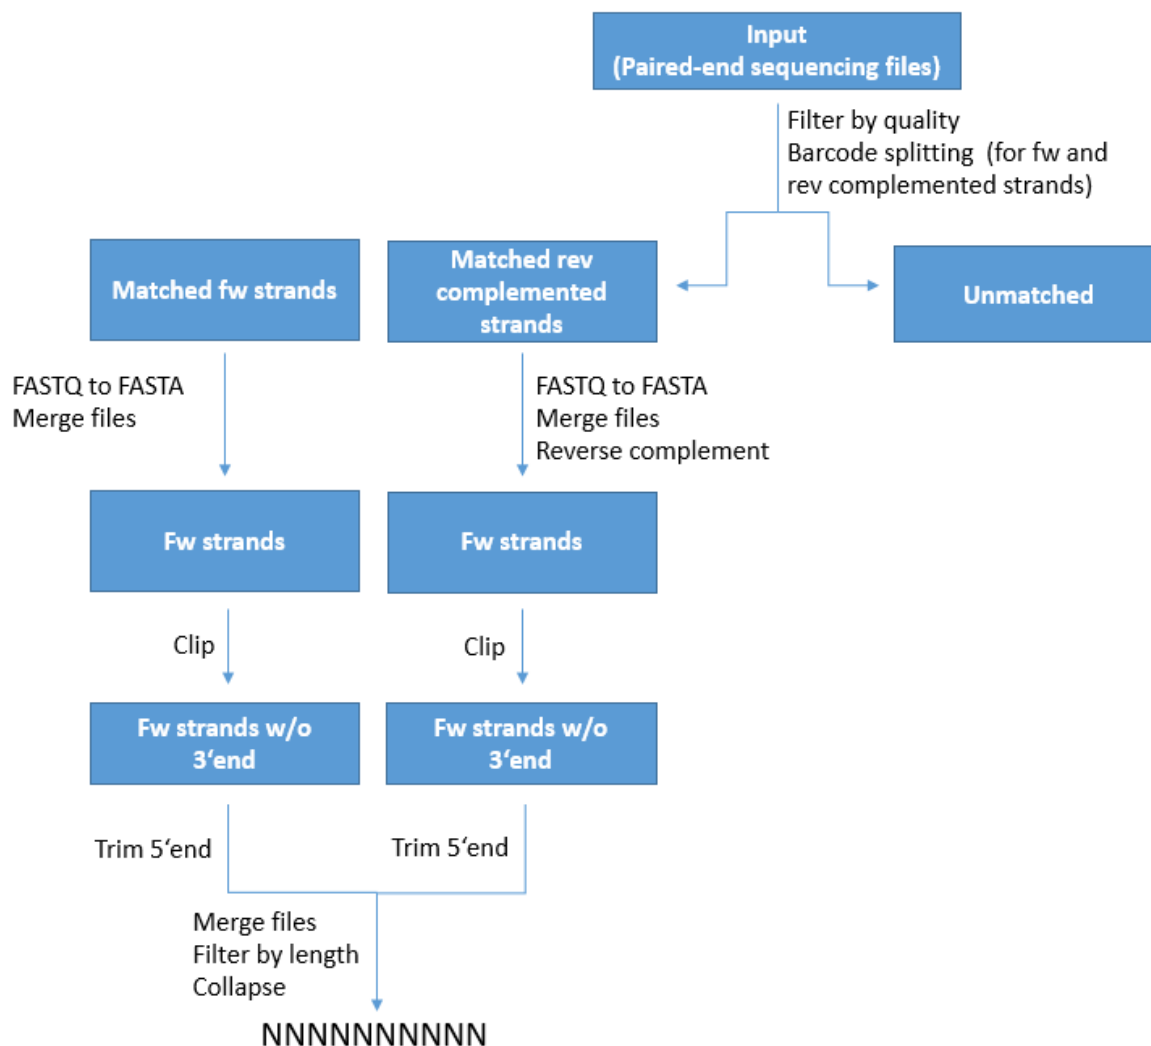 Input
(Paired-end sequencing files)
Filter by quality
Barcode splitting  (for fw and
rev complemented strands)
Matched fw strands
Matched rev
complemented
strands
Unmatched
FASTQ to FASTA
Merge files
FASTQ to FASTA
Merge files
Reverse complement
Fw strands
Fw strands
Clip
Clip
Fw strands w/o
3‘end
Fw strands w/o
3‘end
Trim 5‘end
Trim 5‘end
Merge files
Filter by length
Collapse
NNNNNNNNNN